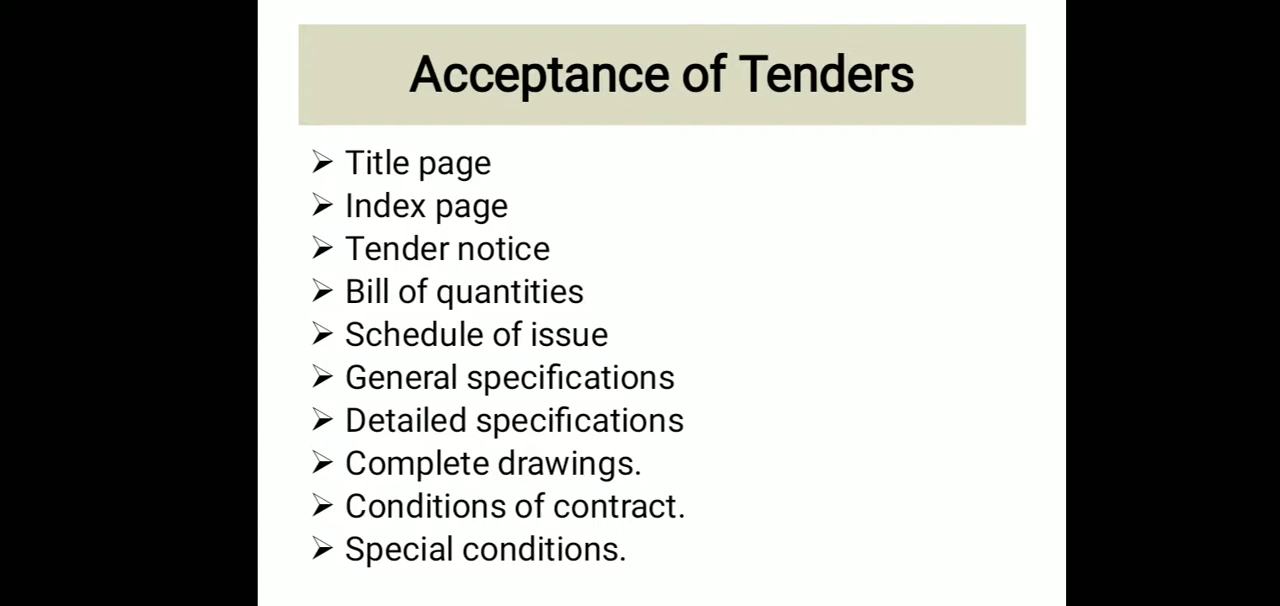 Acceptance of Tenders
➢ Title page
➢ Index page
➢ Tender notice
➢ Bill of quantities
➢ Schedule of issue
➢ General specifications
➢ Detailed specifications
➢ Complete drawings.
➢ Conditions of contract.
➢ Special conditions.